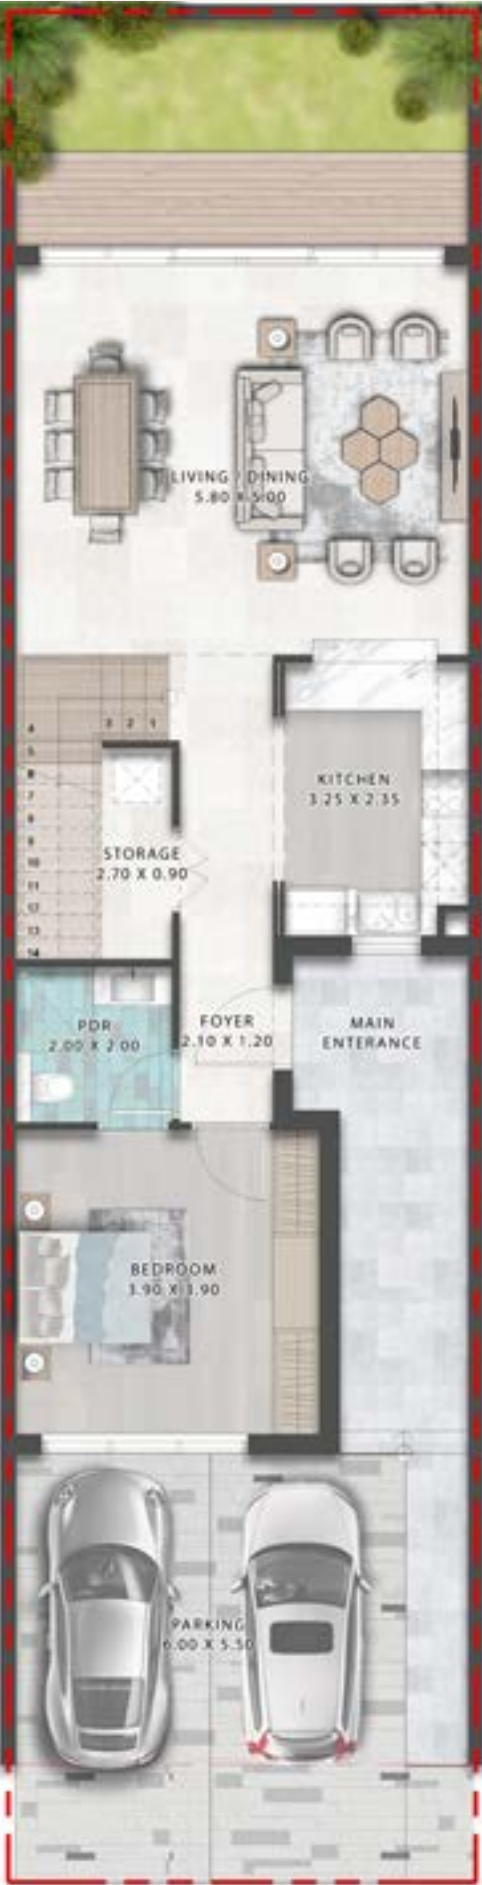 LIVING / DINING
5.80 X 5.00
3 2 1
4
5
6
7
8
9
10
11
12
13
14
KITCHEN
3.25 X 2.35
STORAGE
2.70 X 0.90
PDR
2.00 X 2.00
FOYER
2.10 X 1.20
MAIN
ENTERANCE
BEDROOM
3.90 X 3.90
PARKING
6.00 X 5.50